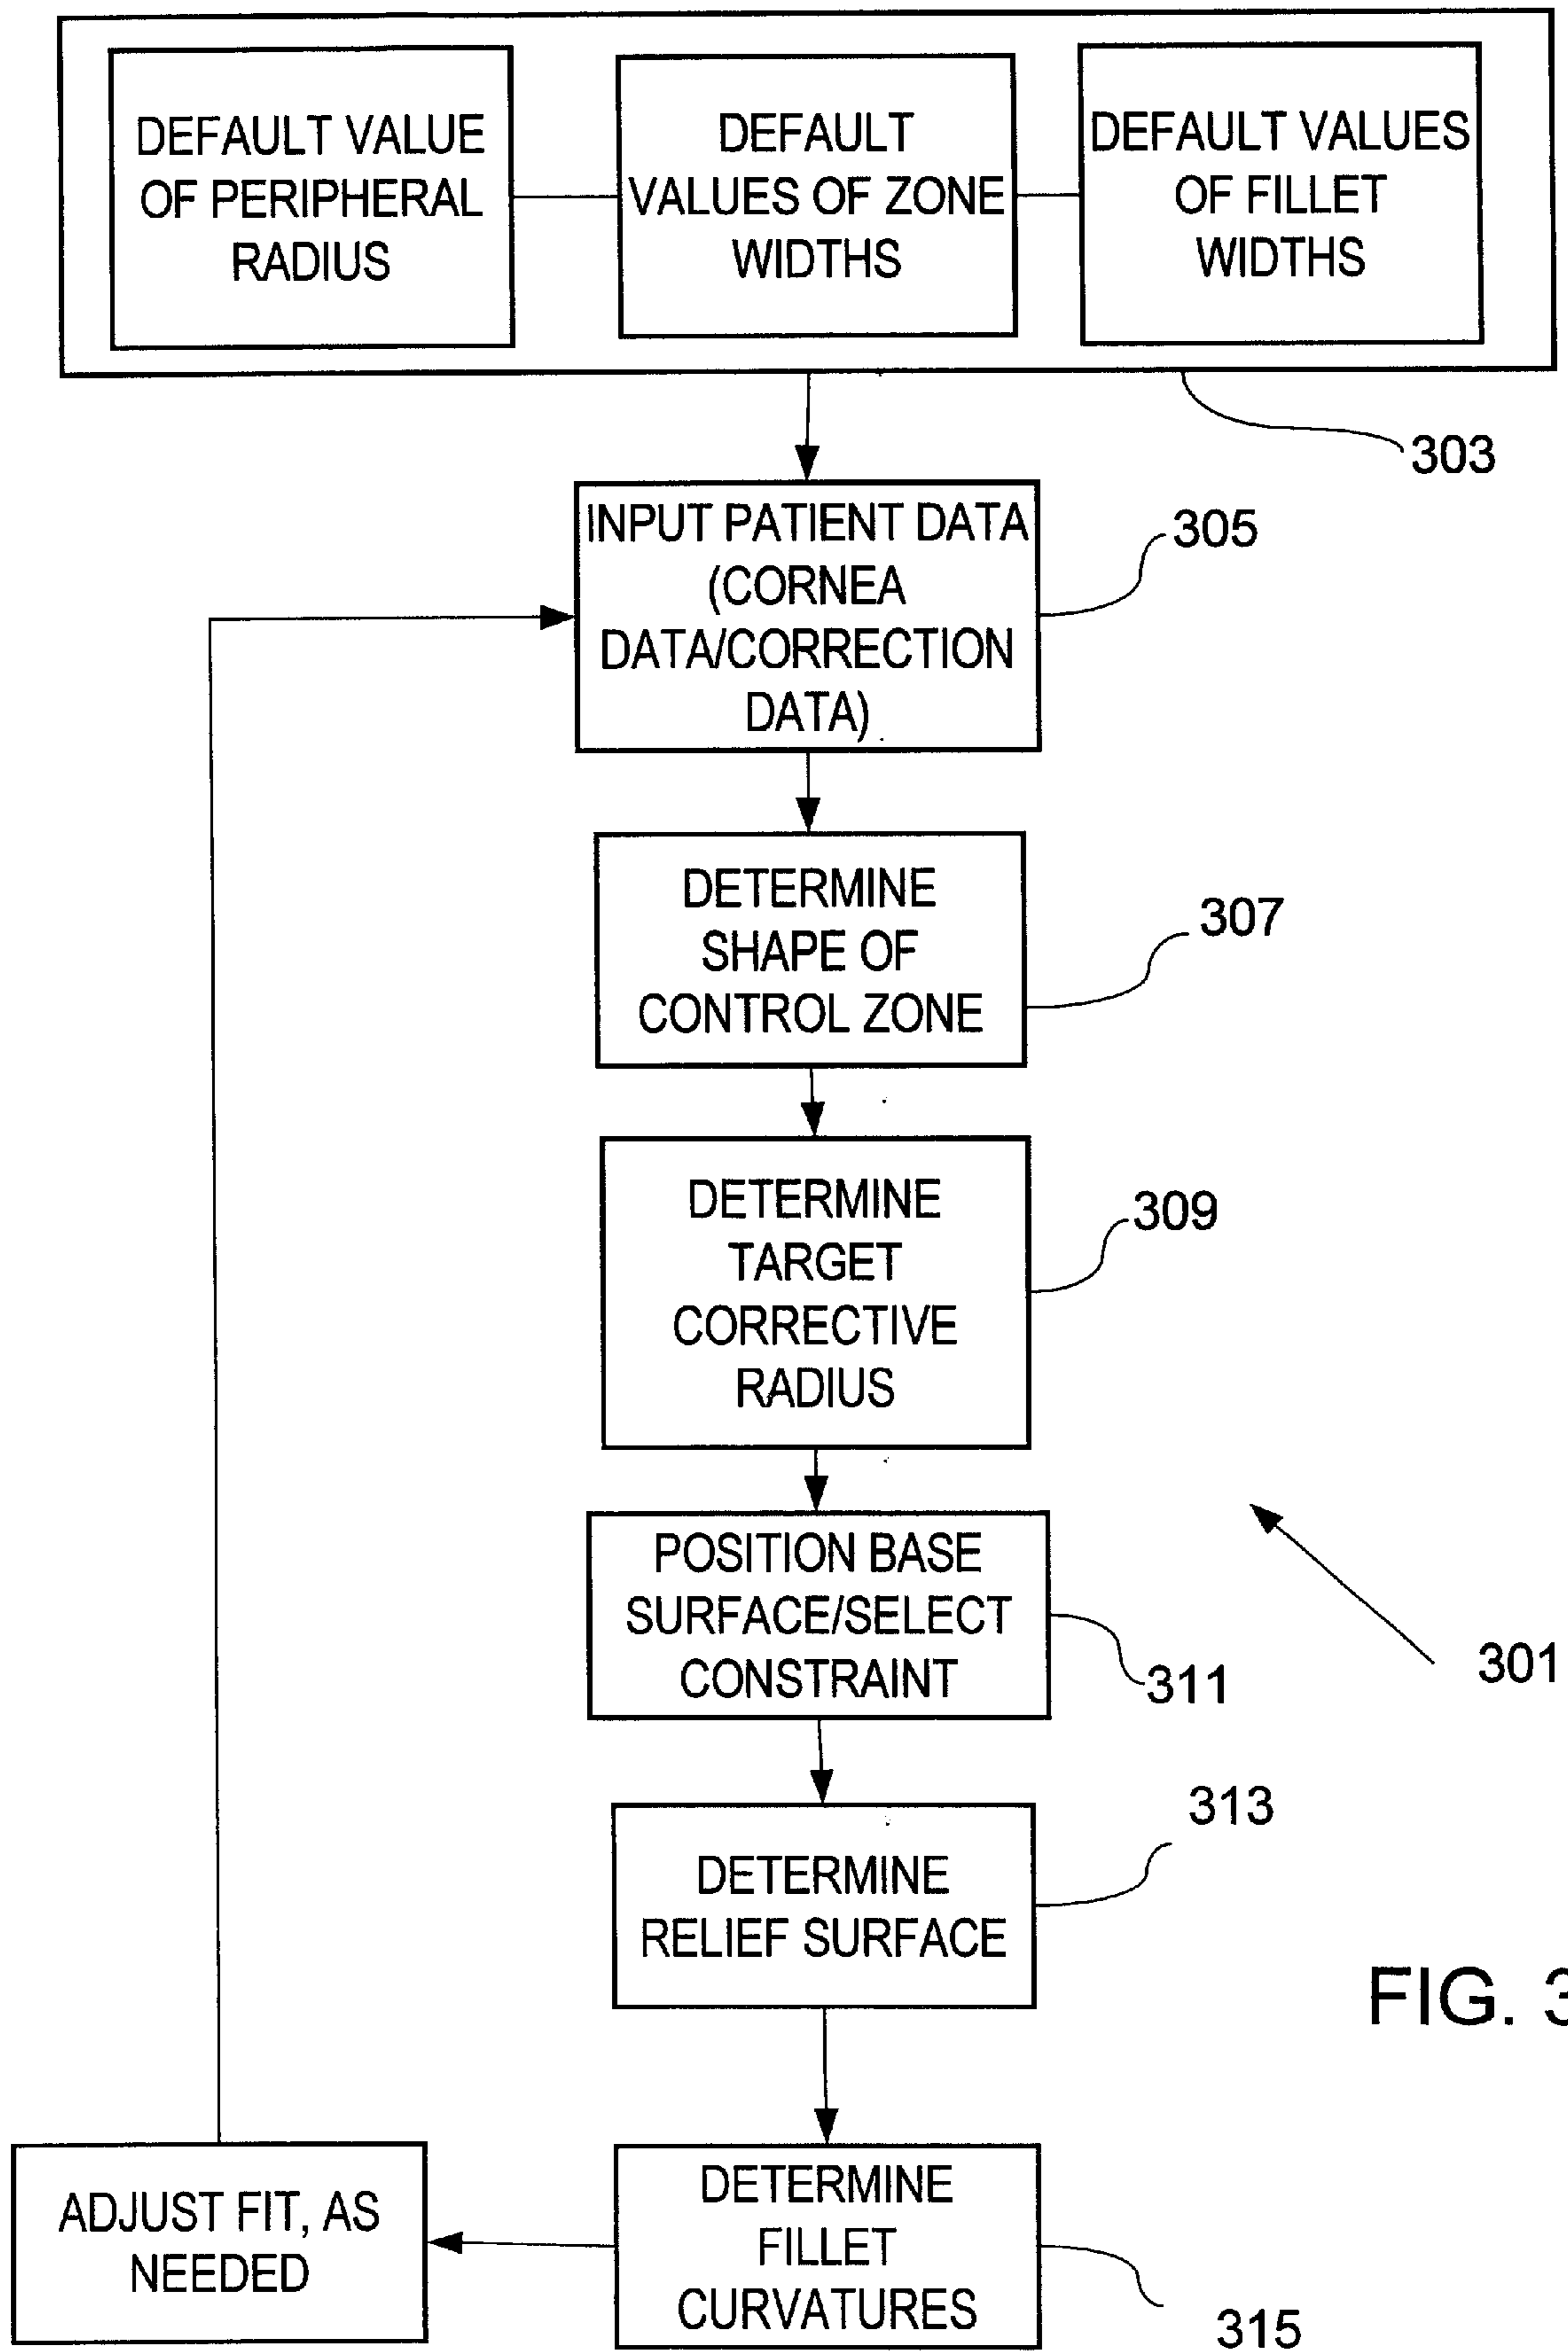 DEFAULT VALUE
OF PERIPHERAL
RADIUS
DEFAULT
VALUES OF ZONE
WIDTHS
DEFAULT VALUES
OF FILLET
WIDTHS
303
INPUT PATIENT DATA
(CORNEA
DATA/CORRECTION
DATA)
305
DETERMINE
SHAPE OF
CONTROL ZONE
307
DETERMINE
TARGET
CORRECTIVE
RADIUS
309
POSITION BASE
SURFACE/SELECT
CONSTRAINT
311
301
DETERMINE
RELIEF SURFACE
313
FIG. 3
DETERMINE
FILLET
CURVATURES
315
ADJUST FIT, AS
NEEDED